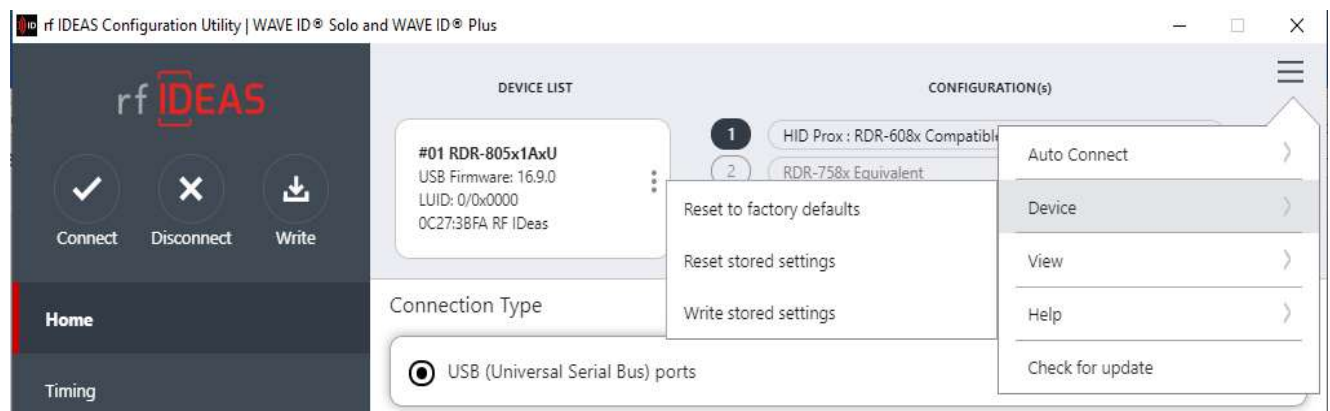 ID rf IDEAS Configuration Utility | WAVE ID® Solo and WAVE ID® Plus
rf IDEAS
Connect Disconnect Write
Home
Timing
DEVICE LIST
#01 RDR-805x1AxU
USB Firmware: 16.9.0
LUID: 0/0x0000
0C27:3BFA RF IDeas
CONFIGURATION(s)
1 HID Prox : RDR-608x Compatible
2 RDR-758x Equivalent
Auto Connect
Device
View
Help
Check for update
Reset to factory defaults
Reset stored settings
Write stored settings
Connection Type
USB (Universal Serial Bus) ports